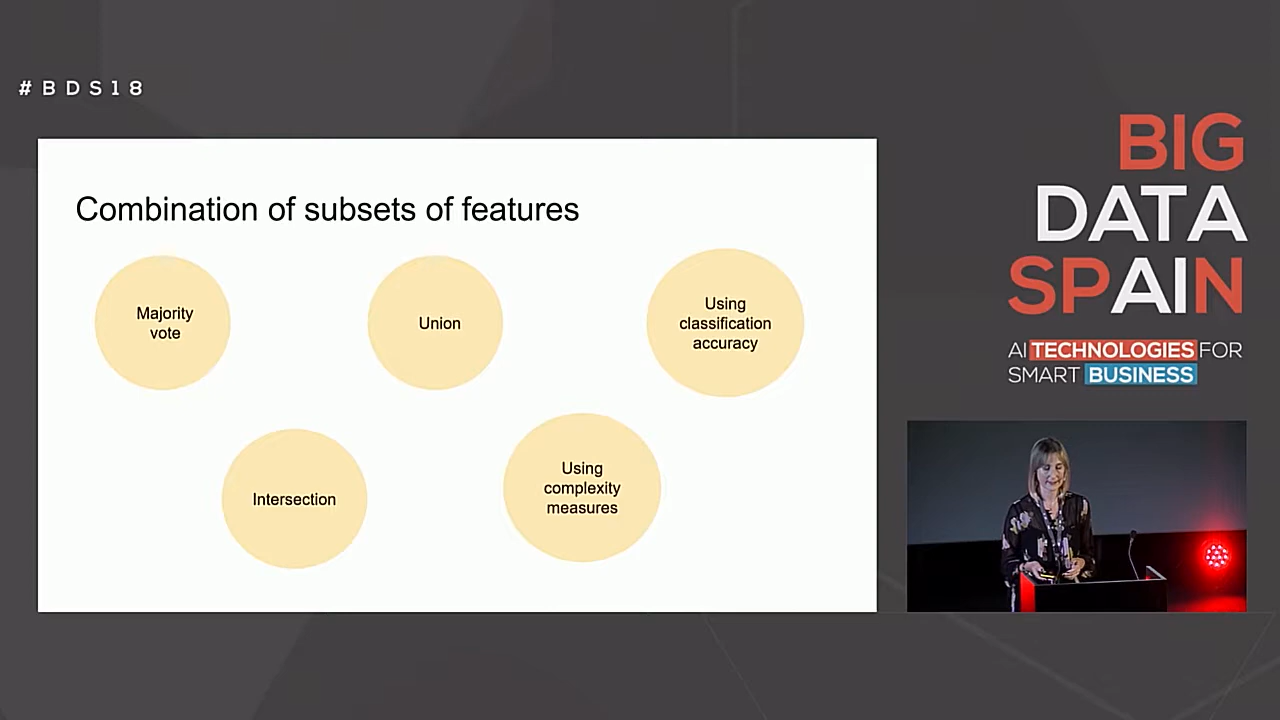 #BDS18
Combination of subsets of features
Majority
vote
Union
Using
classification
accuracy
Intersection
Using
complexity
measures
BIG
DATA
SPAIN
AI TECHNOLOGIES FOR
SMART BUSINESS